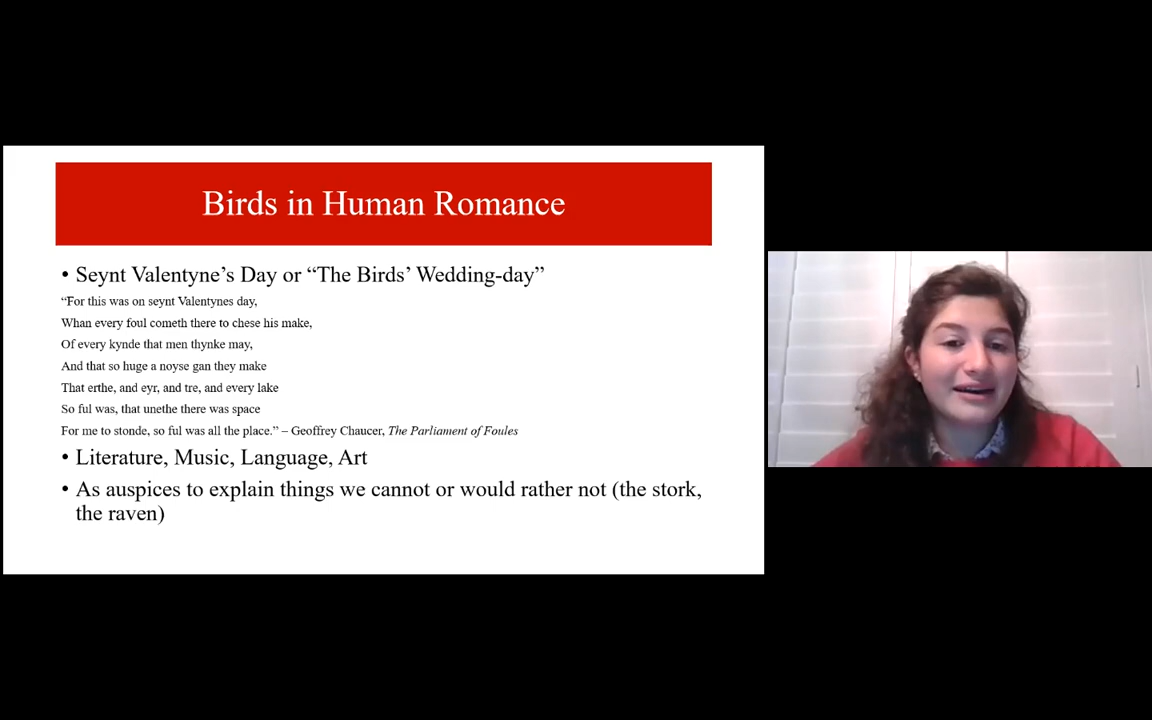 Birds in Human Romance
• Seynt Valentyne’s Day or “The Birds’ Wedding-day”
“For this was on seynt Valentynes day,
Whan every foul cometh there to chese his make,
Of every kynde that men thynke may,
And that so huge a noyse gan they make
That erthe, and eyr, and tre, and every lake
So ful was, that unethe there was space
For me to stonde, so ful was all the place.” – Geoffrey Chaucer, The Parliament of Foules
• Literature, Music, Language, Art
• As auspices to explain things we cannot or would rather not (the stork,
the raven)